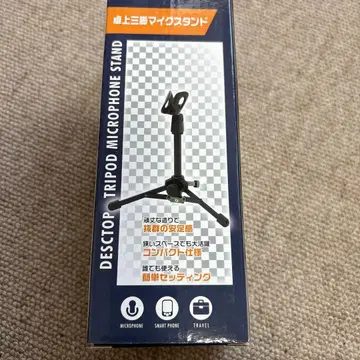 卓上三脚マイクスタンド
DESCTOP TRIPOD MICROPHONE STAND
頑丈な造りで
抜群の安定感
狭いスペースでも大活躍
コンパクト仕様
誰でも使える
簡単セッティング
MICROPHONE
SMART PHONE
TRAVEL